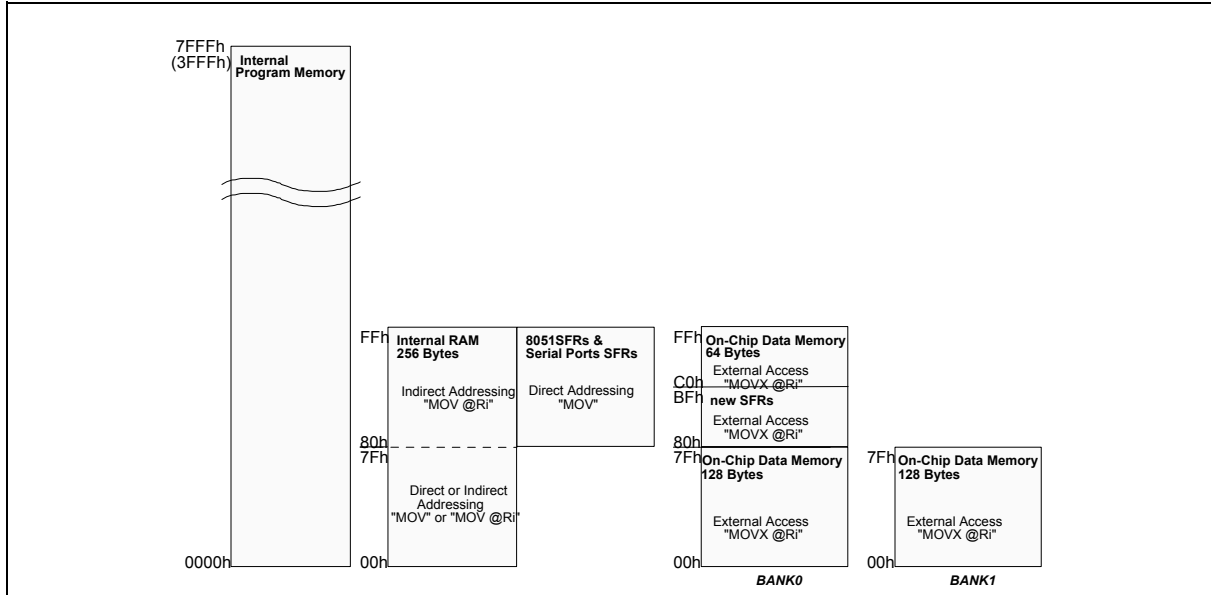 7FFFh
(3FFFh)
Internal
Program Memory
0000h
FFh
Internal RAM
256 Bytes
Indirect Addressing
"MOV @Ri"
80h
7Fh
Direct or Indirect
Addressing
"MOV" or "MOV @Ri"
00h
8051SFRs &
Serial Ports SFRs
Direct Addressing
"MOV"
FFh
On-Chip Data Memory
64 Bytes
External Access
"MOVX @Ri"
C0h
BFh
new SFRs
External Access
"MOVX @Ri"
80h
7Fh
On-Chip Data Memory
128 Bytes
External Access
"MOVX @Ri"
00h
BANK0
7Fh
On-Chip Data Memory
128 Bytes
External Access
"MOVX @Ri"
00h
BANK1